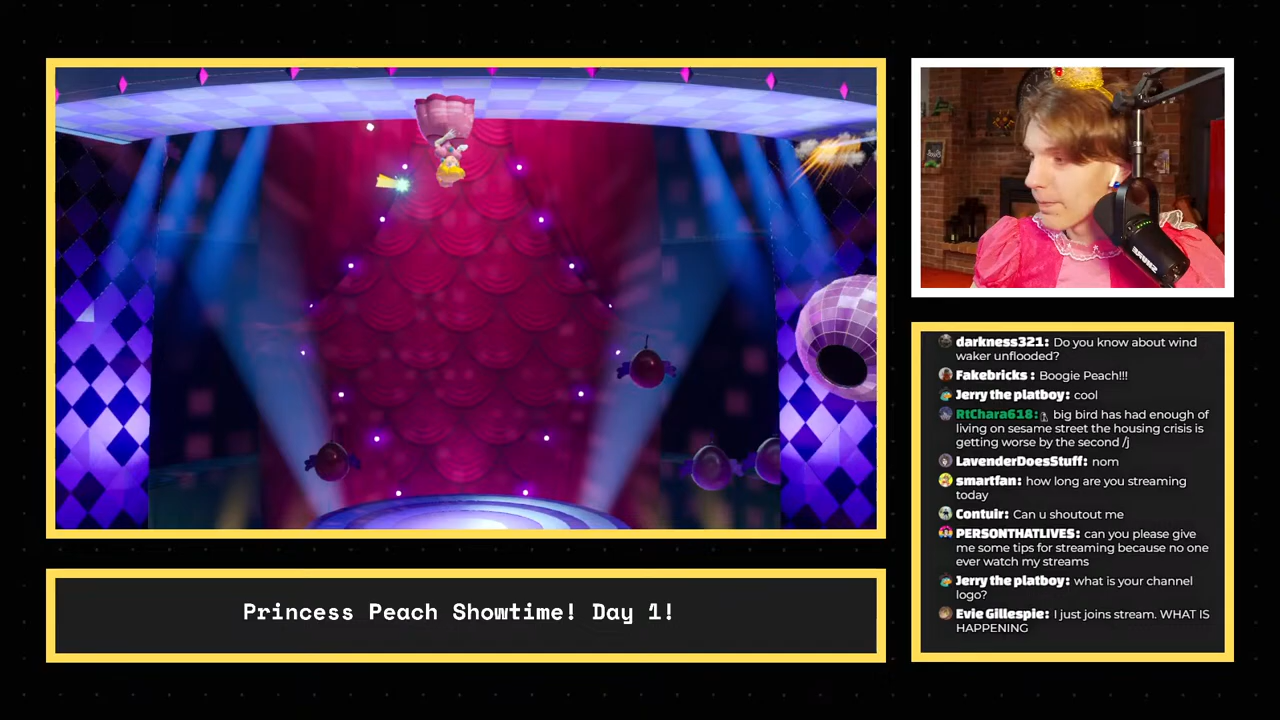 darkness321: Do you know about wind
waker unflooded?
Fakebricks : Boogie Peach!!!
Jerry the platboy: cool
RtChara618: big bird has had enough of
living on sesame street the housing crisis is
getting worse by the second /j
LavenderDoesStuff: nom
smartfan: how long are you streaming
today
Contuir: Can u shoutout me
PERSONTHATLIVES: can you please give
me some tips for streaming because no one
ever watch my streams
Jerry the platboy: what is your channel
logo?
Evie Gillespie: I just joins stream. WHAT IS
HAPPENING
Princess Peach Showtime! Day 1!